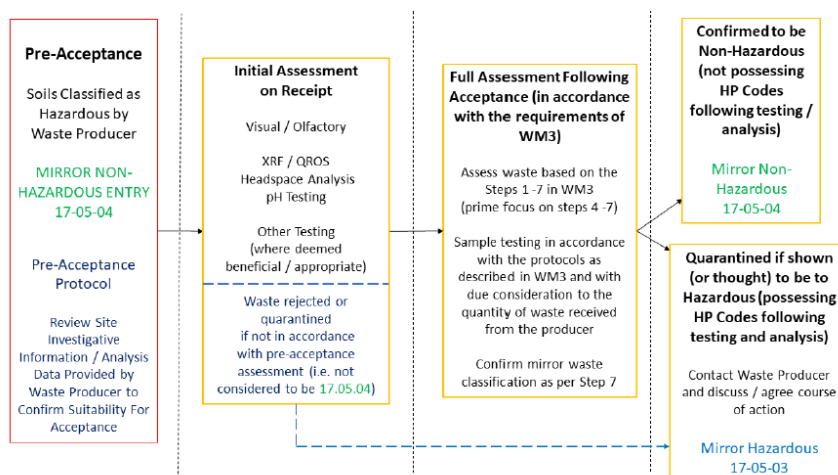 Pre-Acceptance
Soils Classified as
Hazardous by
Waste Producer
MIRROR NON-
HAZARDOUS ENTRY
17-05-04
Pre-Acceptance
Protocol
Review Site
Investigative
Information / Analysis
Data Provided by
Waste Producer to
Confirm Suitability For
Acceptance
Initial Assessment
on Receipt
Visual / Olfactory
XRF / QROS
Headspace Analysis
pH Testing
Other Testing
(where deemed
beneficial / appropriate)
Waste rejected or
quarantined
if not in accordance
with pre-acceptance
assessment (i.e. not
considered to be 17.05.04)
Full Assessment Following
Acceptance (in accordance
with the requirements of
WM3)
Assess waste based on the
Steps 1 -7 in WM3
(prime focus on steps 4 -7)
Sample testing in accordance
with the protocols as
described in WM3 and with
due consideration to the
quantity of waste received
from the producer
Confirm mirror waste
classification as per Step 7
Confirmed to be
Non-Hazardous
(not possessing
HP Codes
following testing /
analysis)
Mirror Non-
Hazardous
17-05-04
Quarantined if shown
(or thought) to be to
Hazardous (possessing
HP Codes following
testing and analysis)
Contact Waste Producer
and discuss / agree course
of action
Mirror Hazardous
17-05-03